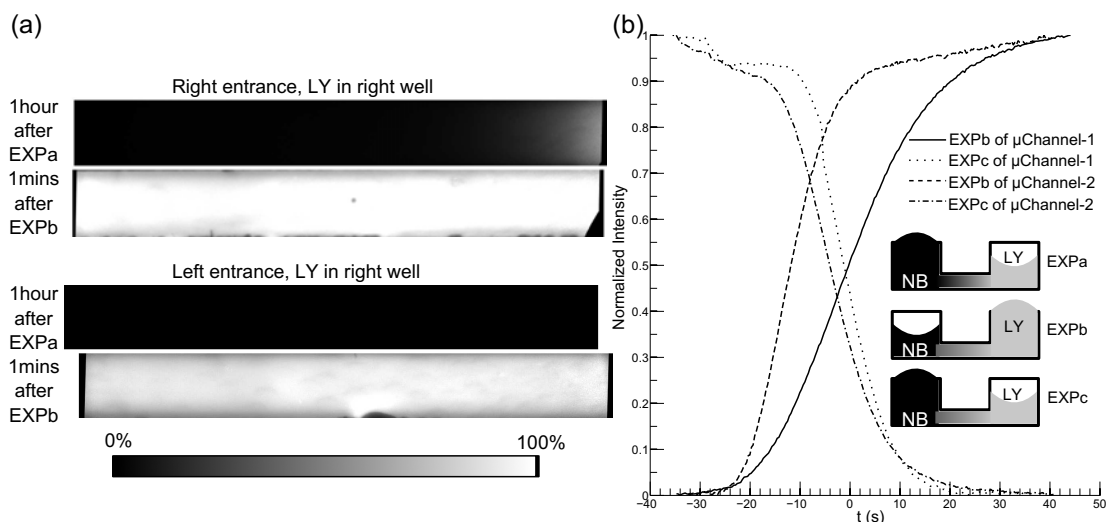 (a)
Right entrance, LY in right well
1hour
after
EXPa
1mins
after
EXPb
Left entrance, LY in right well
1hour
after
EXPa
1mins
after
EXPb
0%
100%
(b)
Normalized Intensity
1
0.9
0.8
0.7
0.6
0.5
0.4
0.3
0.2
0.1
0
−40
−30
−20
−10
0
10
20
30
40
50
t (s)
EXPb of µChannel-1
EXPc of µChannel-1
EXPb of µChannel-2
EXPc of µChannel-2
NB
LY
EXPa
NB
LY
EXPb
NB
LY
EXPc